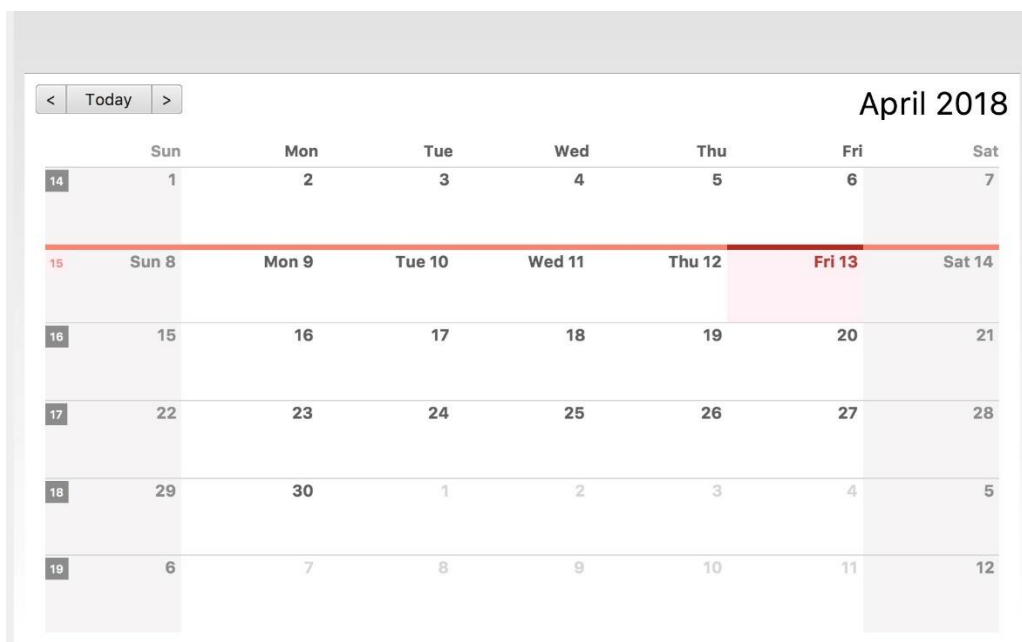 < Today > April 2018
Sun Mon Tue Wed Thu Fri Sat
14 1 2 3 4 5 6 7
15 Sun 8 Mon 9 Tue 10 Wed 11 Thu 12 Fri 13 Sat 14
16 15 16 17 18 19 20 21
17 22 23 24 25 26 27 28
18 29 30 1 2 3 4 5
19 6 7 8 9 10 11 12